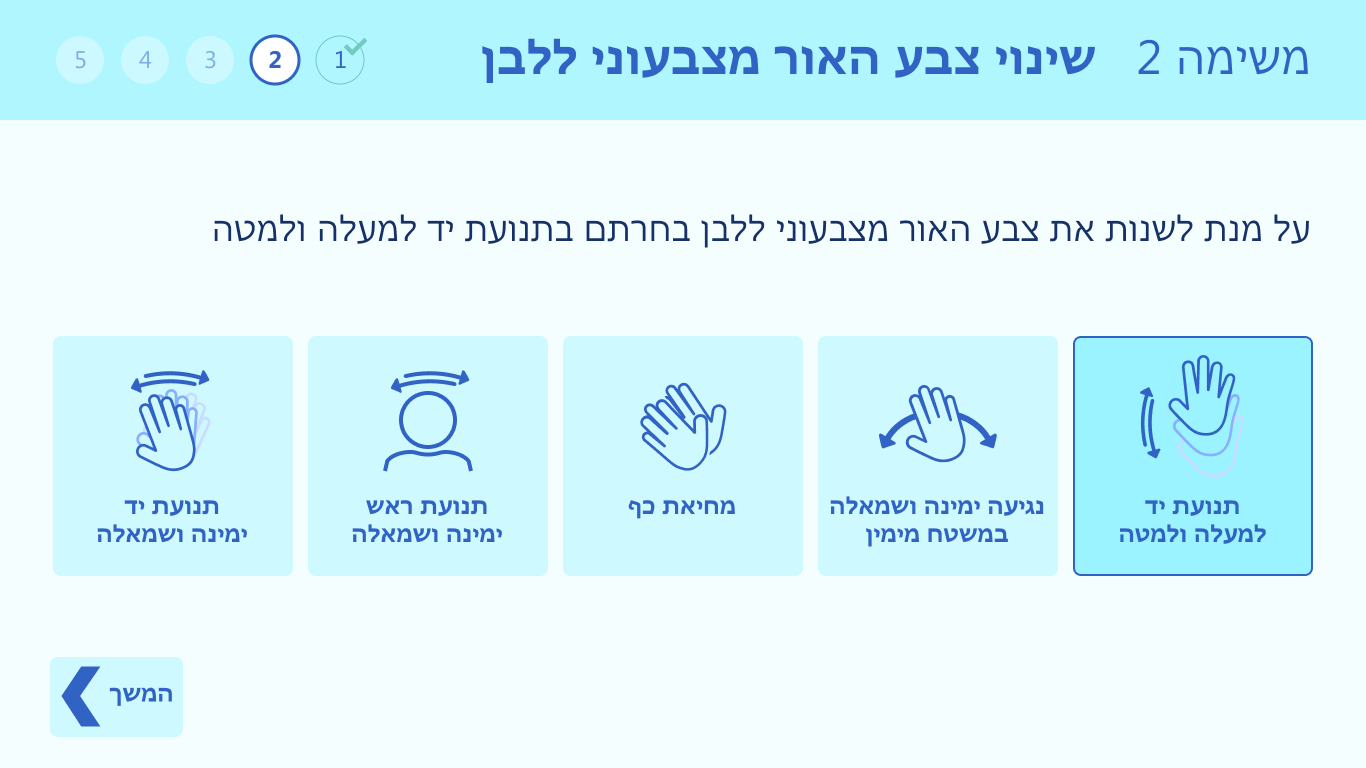 משימה 2 שינוי צבע האור מצבעוני ללבן
1 2 3 4 5
על מנת לשנות את צבע האור מצבעוני ללבן בחרתם בתנועת יד למעלה ולמטה
תנועת יד
למעלה ולמטה
נגיעה ימינה ושמאלה
במשטח מימין
מחיאת כף
תנועת ראש
ימינה ושמאלה
תנועת יד
ימינה ושמאלה
המשך